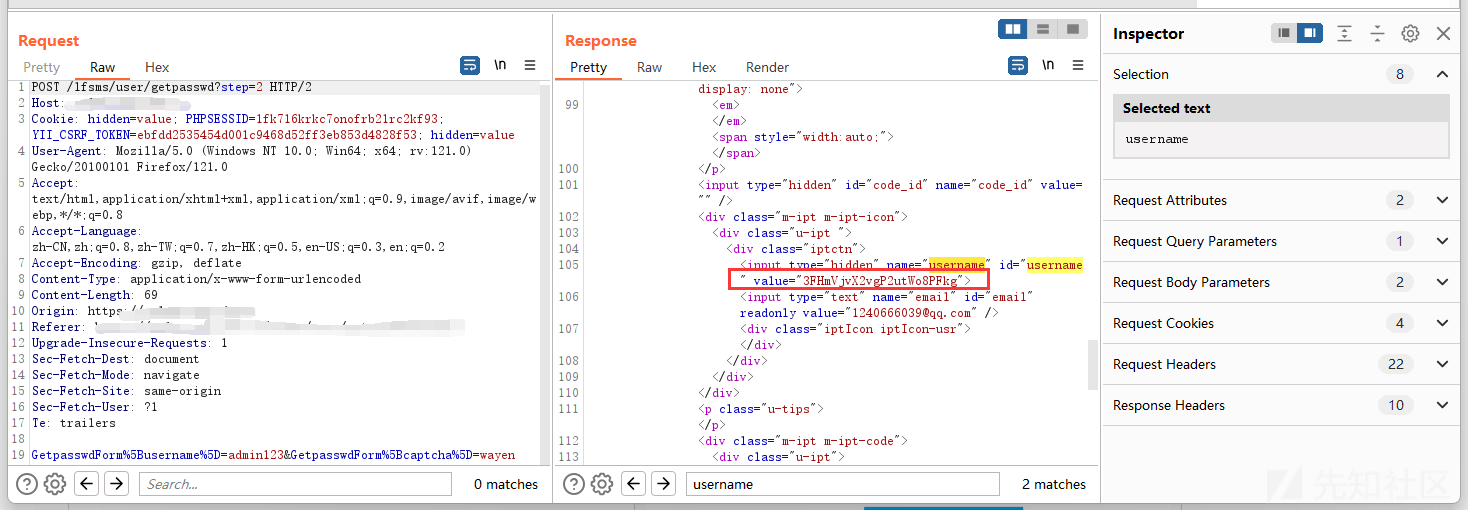 Request
Pretty Raw Hex \n
1 POST /lfsms/user/getpasswd?step=2 HTTP/2
2 Host:
3 Cookie: hidden=value; PHPSESSID=1fk716krkc7onofrb2lrc2kf93;
YII_CSRF_TOKEN=ebfdd2535454d001c9468d52ff3eb853d4828f53; hidden=value
4 User-Agent: Mozilla/5.0 (Windows NT 10.0; Win64; x64; rv:121.0)
Gecko/20100101 Firefox/121.0
5 Accept:
text/html,application/xhtml+xml,application/xml;q=0.9,image/avif,image/w
ebp,*/*;q=0.8
6 Accept-Language:
zh-CN,zh;q=0.8,zh-TW;q=0.7,zh-HK;q=0.5,en-US;q=0.3,en;q=0.2
7 Accept-Encoding: gzip, deflate
8 Content-Type: application/x-www-form-urlencoded
9 Content-Length: 69
10 Origin: https:
11 Referer:
12 Upgrade-Insecure-Requests: 1
13 Sec-Fetch-Dest: document
14 Sec-Fetch-Mode: navigate
15 Sec-Fetch-Site: same-origin
16 Sec-Fetch-User: ?1
17 Te: trailers
18
19 GetpasswdForm%5Busername%5D=admin123&GetpasswdForm%5Bcaptcha%5D=wayen
Search... 0 matches
Response
Pretty Raw Hex Render \n
display: none">
99 <em>
</em>
<span style="width:auto;">
</span>
100 </p>
101 <input type="hidden" id="code_id" name="code_id" value=
"" />
102 <div class="m-ipt m-ipt-icon">
103 <div class="u-ipt ">
104 <div class="iptctn">
105 <input type="hidden" name="username" id="username
" value="3FHmVjvX2vgP2utWo8PFkg">
106 <input type="text" name="email" id="email"
readonly value="1240666039@qq.com" />
107 <div class="iptIcon iptIcon-usr">
</div>
108 </div>
109 </div>
110 </div>
111 <p class="u-tips">
</p>
112 <div class="m-ipt m-ipt-code">
113 <div class="u-ipt">
username 2 matches
Inspector
Selection 8
Selected text
username
Request Attributes 2
Request Query Parameters 1
Request Body Parameters 2
Request Cookies 4
Request Headers 22
Response Headers 10
先知社区